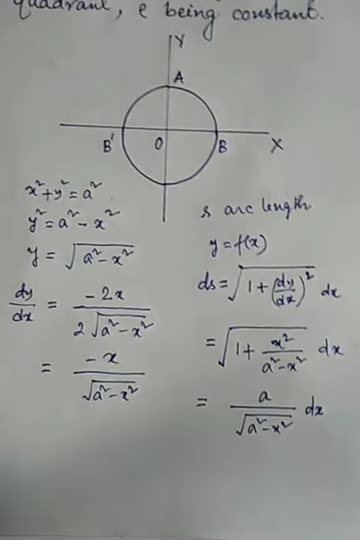 quadrant, e being constant.
Y
A
B' O B X
x² + y² = a²
y² = a² - x²
y = √(a² - x²)
dy/dx = -2x / 2√(a² - x²)
= -x / √(a² - x²)
s arc length
y = f(x)
ds = √(1 + (dy/dx)²) dx
= √(1 + x²/(a² - x²)) dx
= a / √(a² - x²) dx